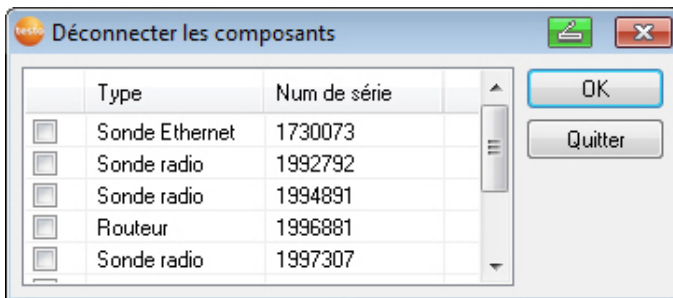 testo Déconnecter les composants
Type Num de série
Sonde Ethernet 1730073
Sonde radio 1992792
Sonde radio 1994891
Routeur 1996881
Sonde radio 1997307
OK
Quitter